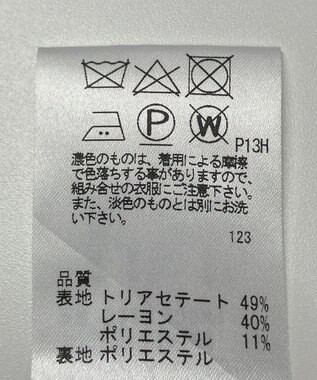 P W P13H
濃色のものは、着用による摩擦
で色落ちする事がありますので、
組み合せの衣服にご注意下さい。
また、淡色のものとは別にお洗
い下さい。
123
品質
表地 トリアセテート 49%
レーヨン 40%
ポリエステル 11%
裏地 ポリエステル